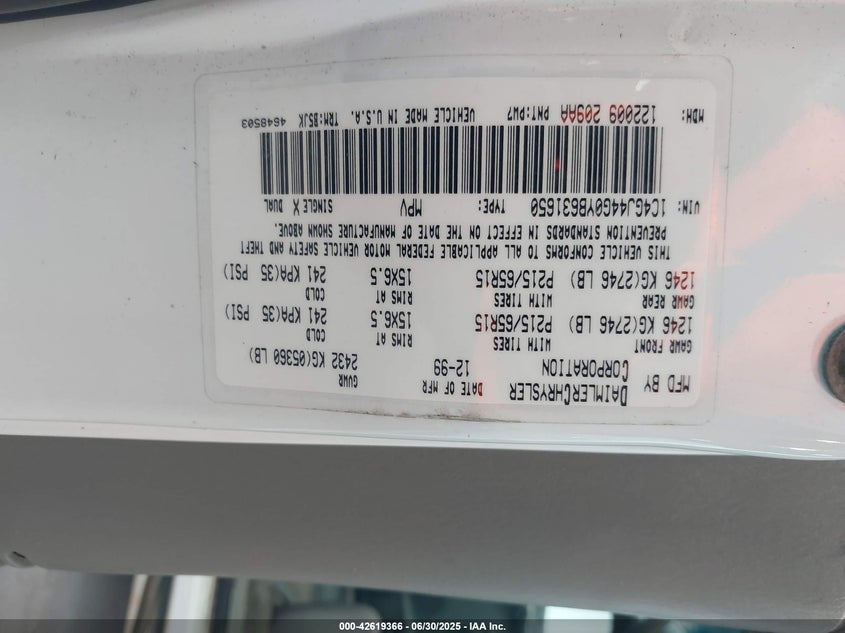 MFD BY DAIMLERCHRYSLER CORPORATION DATE OF MFR 12-99 GVWR 2432 KG(05360 LB)
GAWR FRONT WITH TIRES RIMS AT COLD
1246 KG(2746 LB) P215/65R15 15X6.5 241 KPA(35 PSI)
GAWR REAR WITH TIRES RIMS AT COLD
1246 KG(2746 LB) P215/65R15 15X6.5 241 KPA(35 PSI)
THIS VEHICLE CONFORMS TO ALL APPLICABLE FEDERAL MOTOR VEHICLE SAFETY AND THEFT
PREVENTION STANDARDS IN EFFECT ON THE DATE OF MANUFACTURE SHOWN ABOVE.
VIN: 1C4GJ44G0YB631650 TYPE: MPV SINGLE X DUAL
MDH: 122009 209AA PNT:PW7 VEHICLE MADE IN U.S.A. TRM:B5JK 4648503
000-42619366 - 06/30/2025 - IAA Inc.